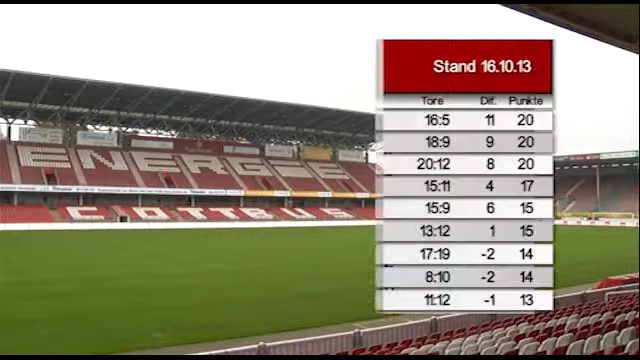 ENERGIE
COTTBUS
Stand 16.10.13
Tore Dif. Punkte
16:5 11 20
18:9 9 20
20:12 8 20
15:11 4 17
15:9 6 15
13:12 1 15
17:19 -2 14
8:10 -2 14
11:12 -1 13